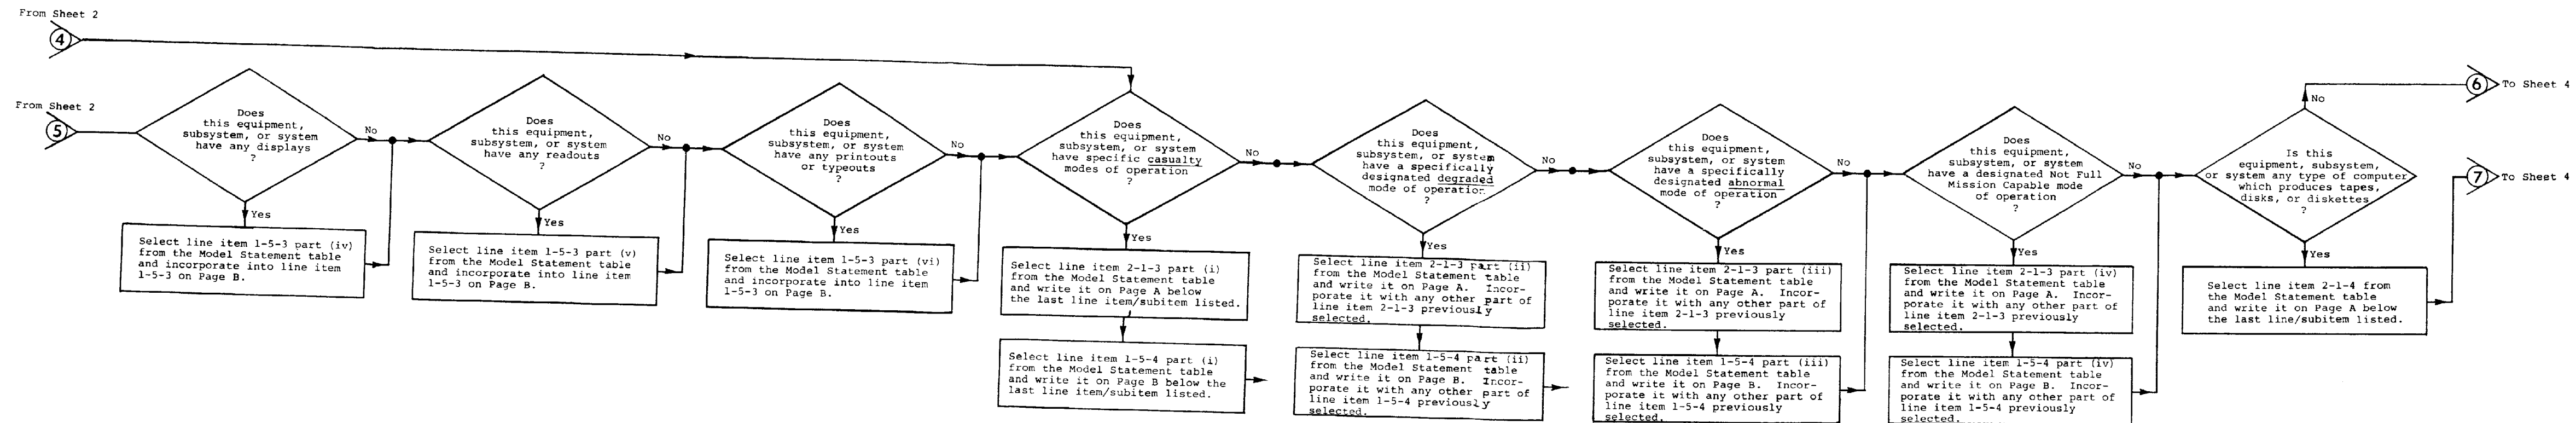 From Sheet 2
4
From Sheet 2
5
Does
this equipment,
subsystem, or system
have any displays
?
No
Yes
Select line item 1-5-3 part (iv)
from the Model Statement table
and incorporate into line item
1-5-3 on Page B.
Does
this equipment,
subsystem, or system
have any readouts
?
No
Yes
Select line item 1-5-3 part (v)
from the Model Statement table
and incorporate into line item
1-5-3 on Page B.
Does
this equipment,
subsystem, or system
have any printouts
or typeouts
?
No
Yes
Select line item 1-5-3 part (vi)
from the Model Statement table
and incorporate into line item
1-5-3 on Page B.
Does
this equipment,
subsystem, or system
have specific casualty
modes of operation
?
No
Yes
Select line item 2-1-3 part (i)
from the Model Statement table
and write it on Page A below
the last line item/subitem listed.
Select line item 1-5-4 part (i)
from the Model Statement table
and write it on Page B below the
last line item/subitem listed.
Does
this equipment,
subsystem, or system
have a specifically
designated degraded
mode of operation
?
No
Yes
Select line item 2-1-3 part (ii)
from the Model Statement table
and write it on Page A. Incor-
porate it with any other part of
line item 2-1-3 previously
selected.
Select line item 1-5-4 part (ii)
from the Model Statement table
and write it on Page B. Incor-
porate it with any other part of
line item 1-5-4 previously
selected.
Does
this equipment,
subsystem, or system
have a specifically
designated abnormal
mode of operation
?
No
Yes
Select line item 2-1-3 part (iii)
from the Model Statement table
and write it on Page A. Incor-
porate it with any other part of
line item 2-1-3 previously
selected.
Select line item 1-5-4 part (iii)
from the Model Statement table
and write it on Page B. Incor-
porate it with any other part of
line item 1-5-4 previously
selected.
Does
this equipment,
subsystem, or system
have a designated Not Full
Mission Capable mode
of operation
?
No
Yes
Select line item 2-1-3 part (iv)
from the Model Statement table
and write it on Page A. Incor-
porate it with any other part of
line item 2-1-3 previously
selected.
Select line item 1-5-4 part (iv)
from the Model Statement table
and write it on Page B. Incor-
porate it with any other part of
line item 1-5-4 previously
selected.
Is this
equipment, subsystem,
or system any type of computer
which produces tapes,
disks, or diskettes
?
No
Yes
Select line item 2-1-4 from
the Model Statement table
and write it on Page A below
the last line/subitem listed.
6
To Sheet 4
7
To Sheet 4